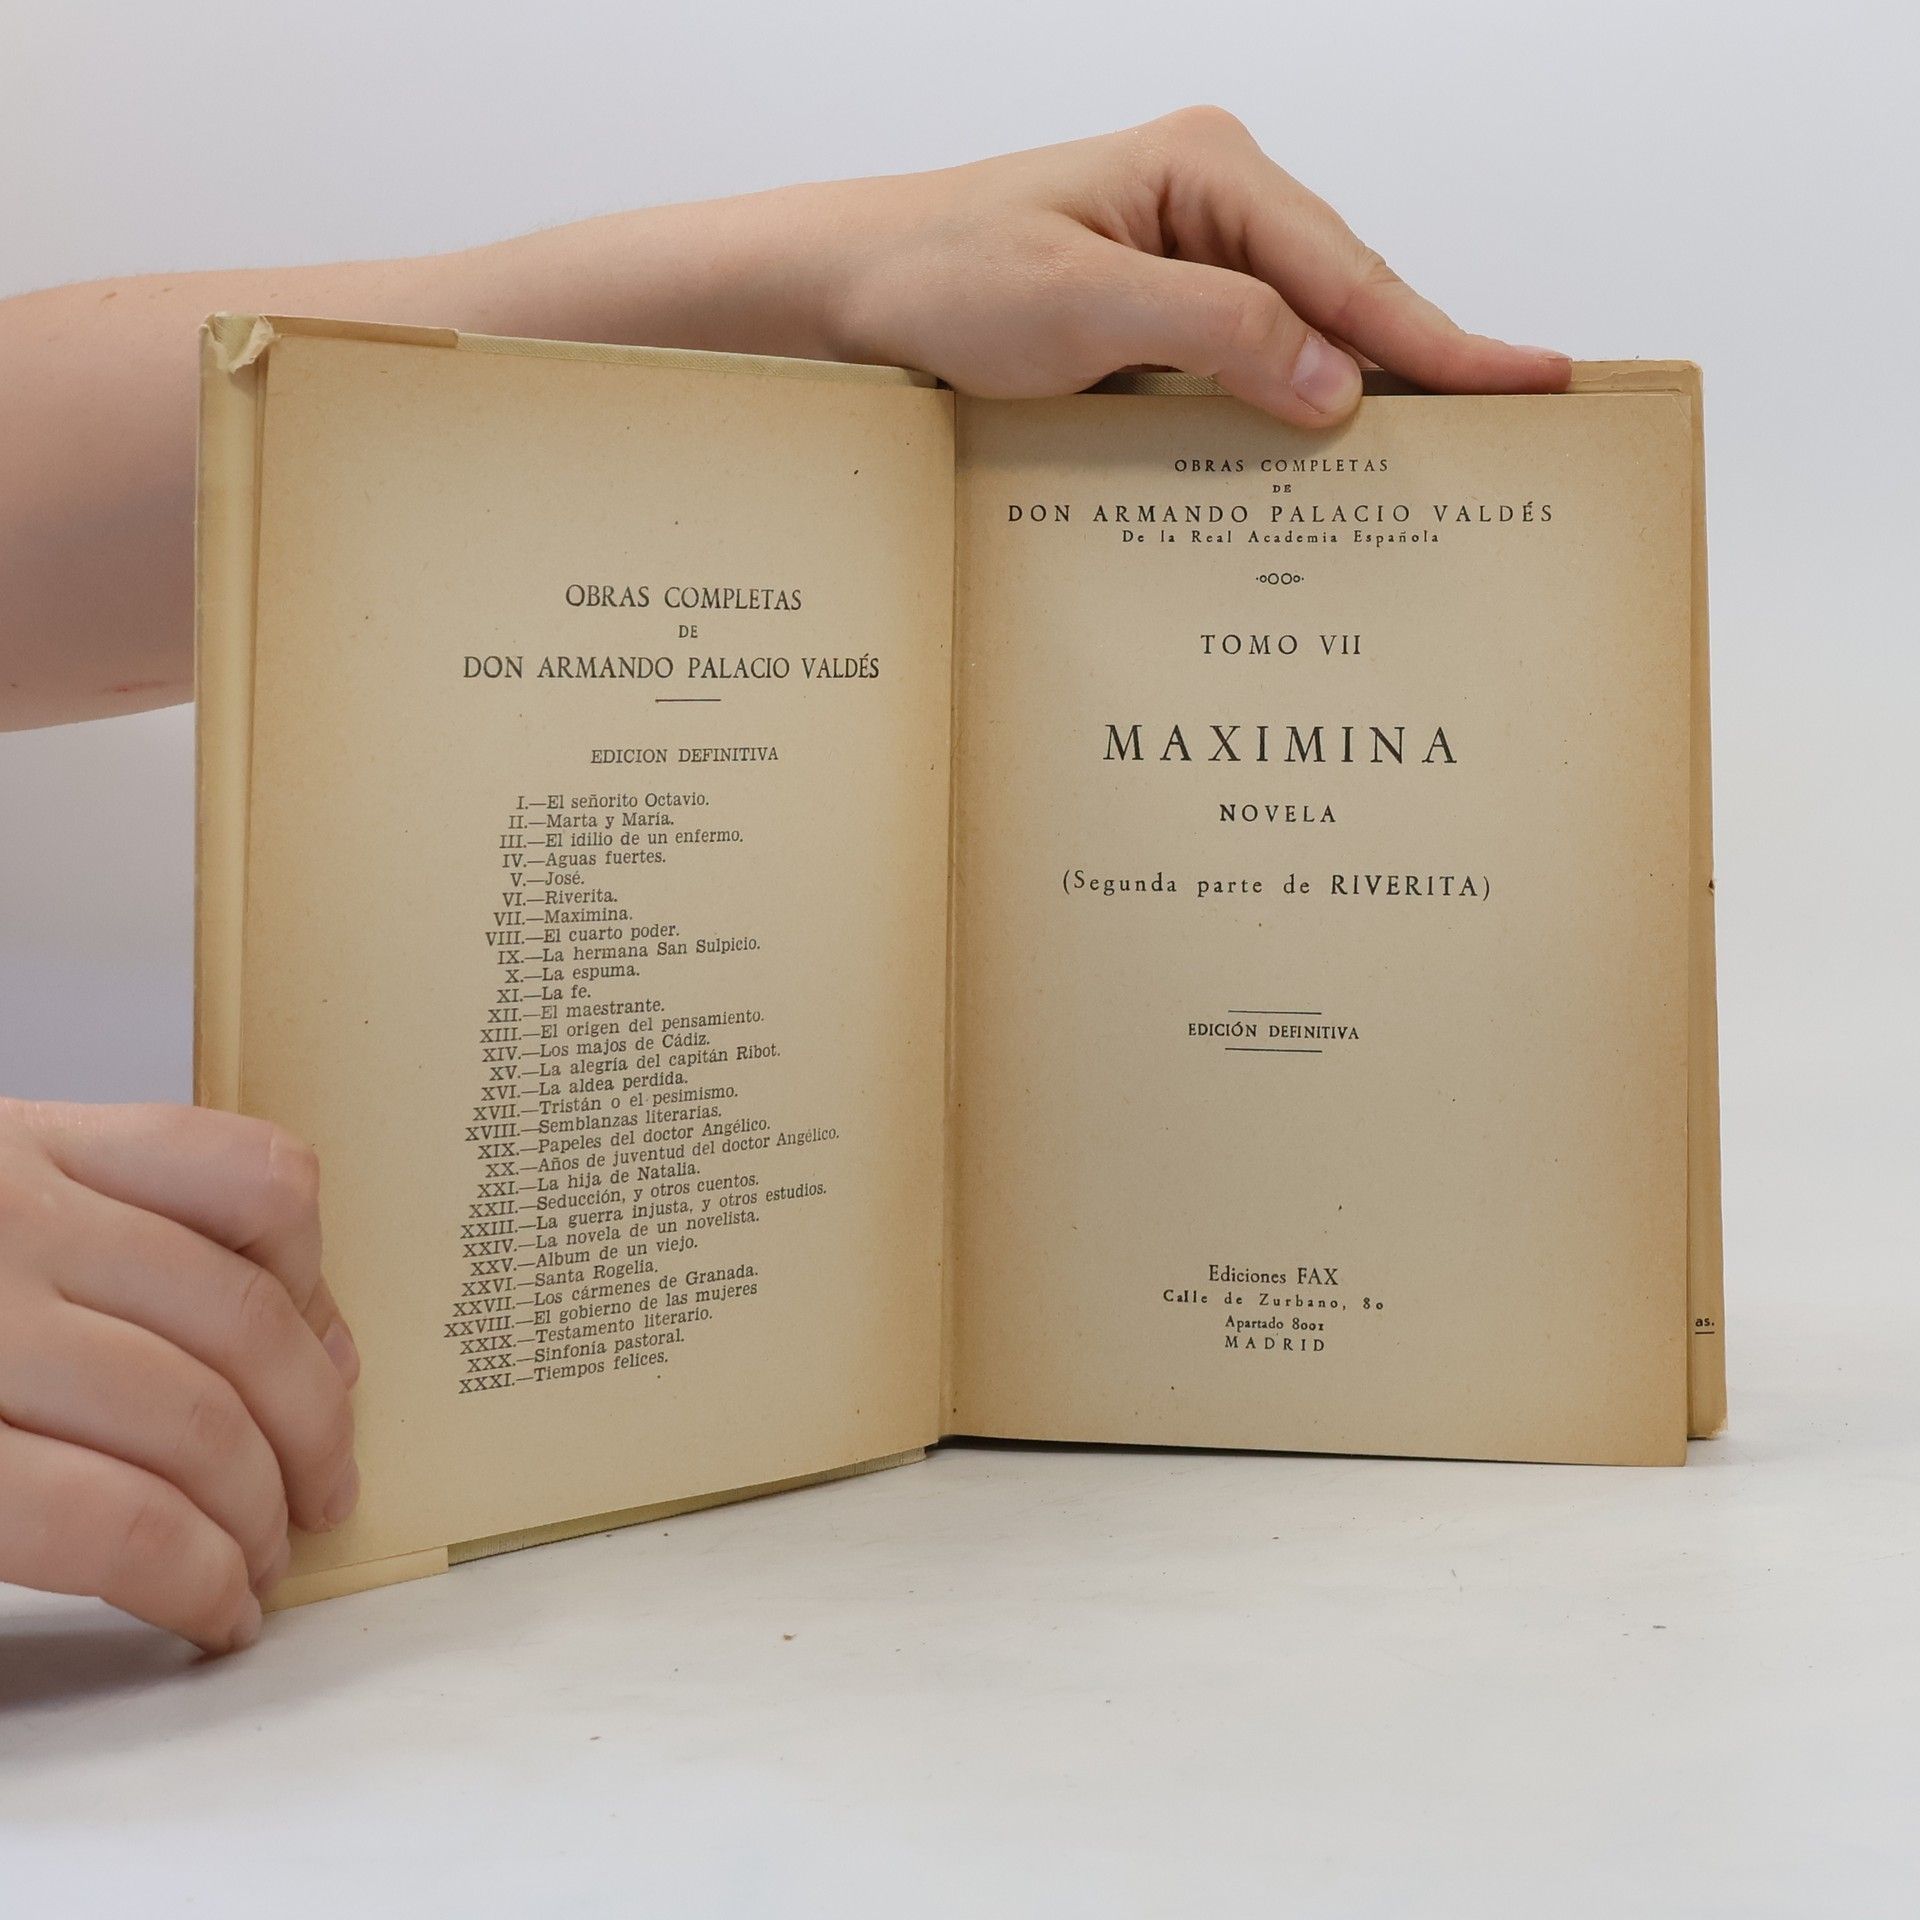 OBRAS COMPLETAS
DE
DON ARMANDO PALACIO VALDÉS
EDICION DEFINITIVA
I.—El señorito Octavio.
II.—Marta y María.
III.—El idilio de un enfermo.
IV.—Aguas fuertes.
V.—José.
VI.—Riverita.
VII.—Maximina.
VIII.—El cuarto poder.
IX.—La hermana San Sulpicio.
X.—La espuma.
XI.—La fe.
XII.—El maestrante.
XIII.—El origen del pensamiento.
XIV.—Los majos de Cádiz.
XV.—La alegría del capitán Ribot.
XVI.—La aldea perdida.
XVII.—Tristán o el pesimismo.
XVIII.—Semblanzas literarias.
XIX.—Papeles del doctor Angélico.
XX.—Años de juventud del doctor Angélico.
XXI.—La hija de Natalia.
XXII.—Seducción, y otros cuentos.
XXIII.—La guerra injusta, y otros estudios.
XXIV.—La novela de un novelista.
XXV.—Album de un viejo.
XXVI.—Santa Rogelia.
XXVII.—Los cármenes de Granada.
XXVIII.—El gobierno de las mujeres
XXIX.—Testamento literario.
XXX.—Sinfonía pastoral.
XXXI.—Tiempos felices.
OBRAS COMPLETAS
DE
DON ARMANDO PALACIO VALDÉS
De la Real Academia Española
TOMO VII
MAXIMINA
NOVELA
(Segunda parte de RIVERITA)
EDICIÓN DEFINITIVA
Ediciones FAX
Calle de Zurbano, 80
Apartado 8001
MADRID
as.